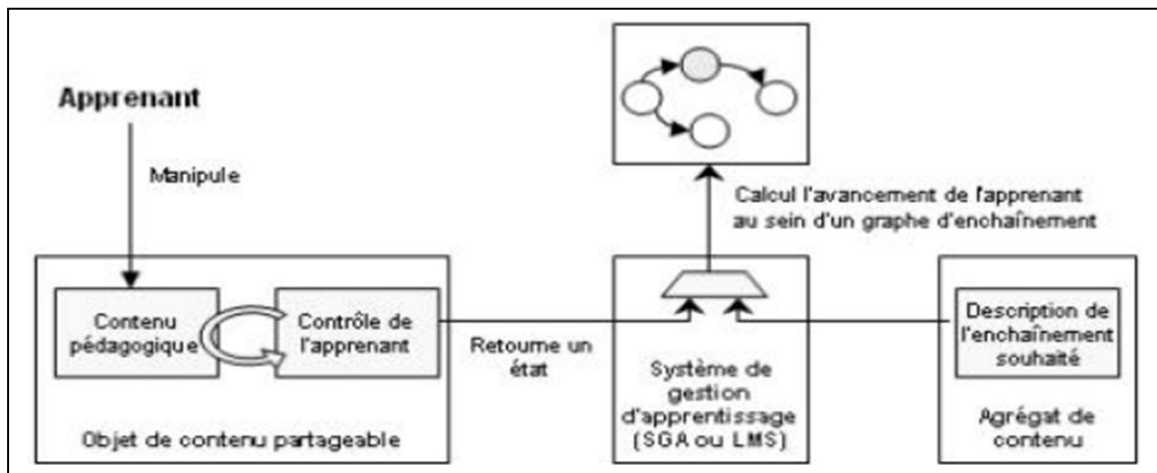 Apprenant
Manipule
Calcul l'avancement de l'apprenant
au sein d'un graphe d'enchaînement
Contenu
pédagogique
Contrôle de
l'apprenant
Objet de contenu partageable
Retourne un
état
Système de
gestion
d'apprentissage
(SGA ou LMS)
Description de
l'enchaînement
souhaité
Agrégat de
contenu